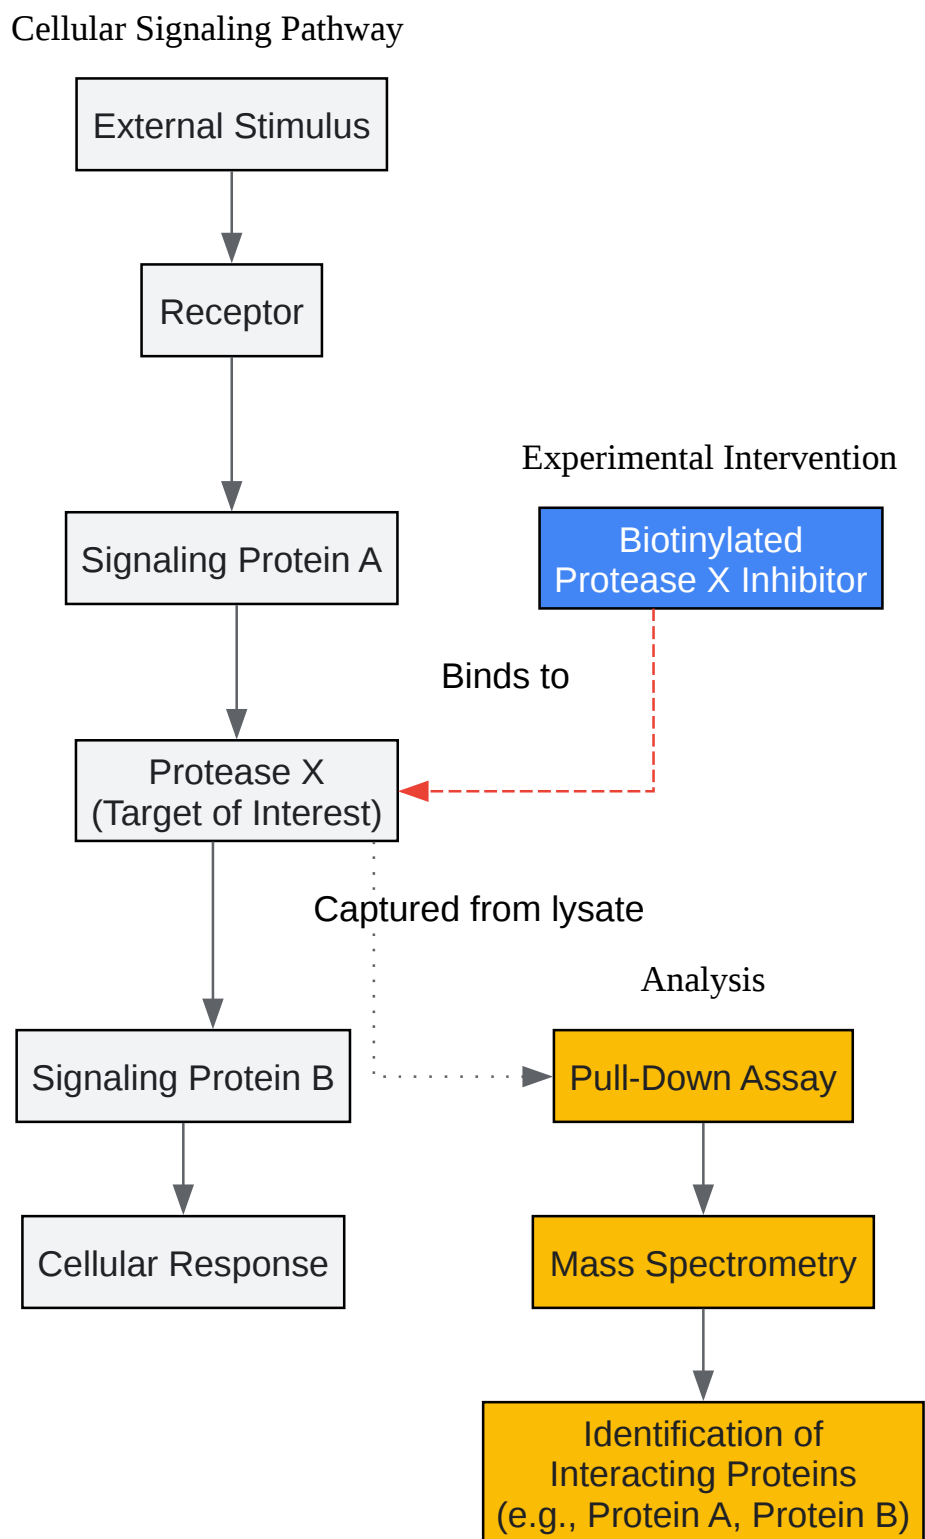 Cellular Signaling Pathway
External Stimulus
Receptor
Signaling Protein A
Experimental Intervention
Biotinylated
Protease X Inhibitor
Binds to
Protease X
(Target of Interest)
Captured from lysate
Signaling Protein B
Cellular Response
Analysis
Pull-Down Assay
Mass Spectrometry
Identification of
Interacting Proteins
(e.g., Protein A, Protein B)